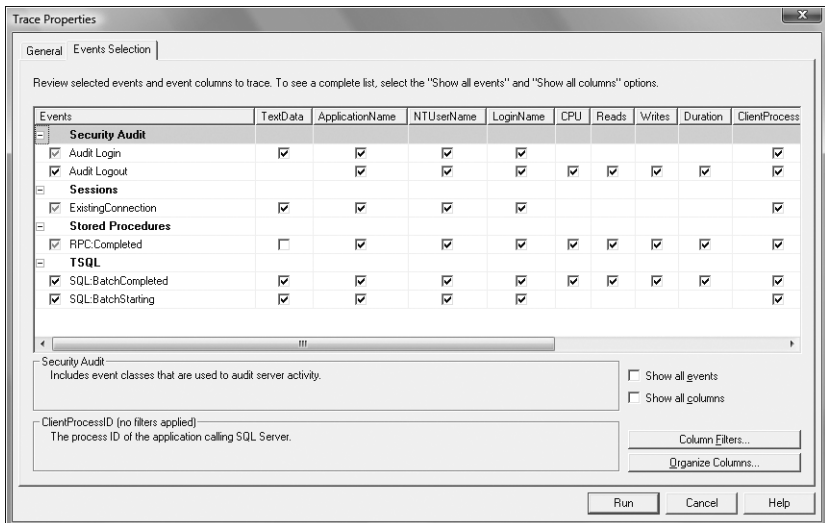 Trace Properties
General Events Selection
Review selected events and event columns to trace. To see a complete list, select the "Show all events" and "Show all columns" options.
Events TextData ApplicationName NTUserName LoginName CPU Reads Writes Duration ClientProcess
Security Audit
Audit Login
Audit Logout
Sessions
ExistingConnection
Stored Procedures
RPC:Completed
TSQL
SQL:BatchCompleted
SQL:BatchStarting
Security Audit
Includes event classes that are used to audit server activity.
Show all events
Show all columns
ClientProcessID (no filters applied)
The process ID of the application calling SQL Server.
Column Filters...
Organize Columns...
Run Cancel Help